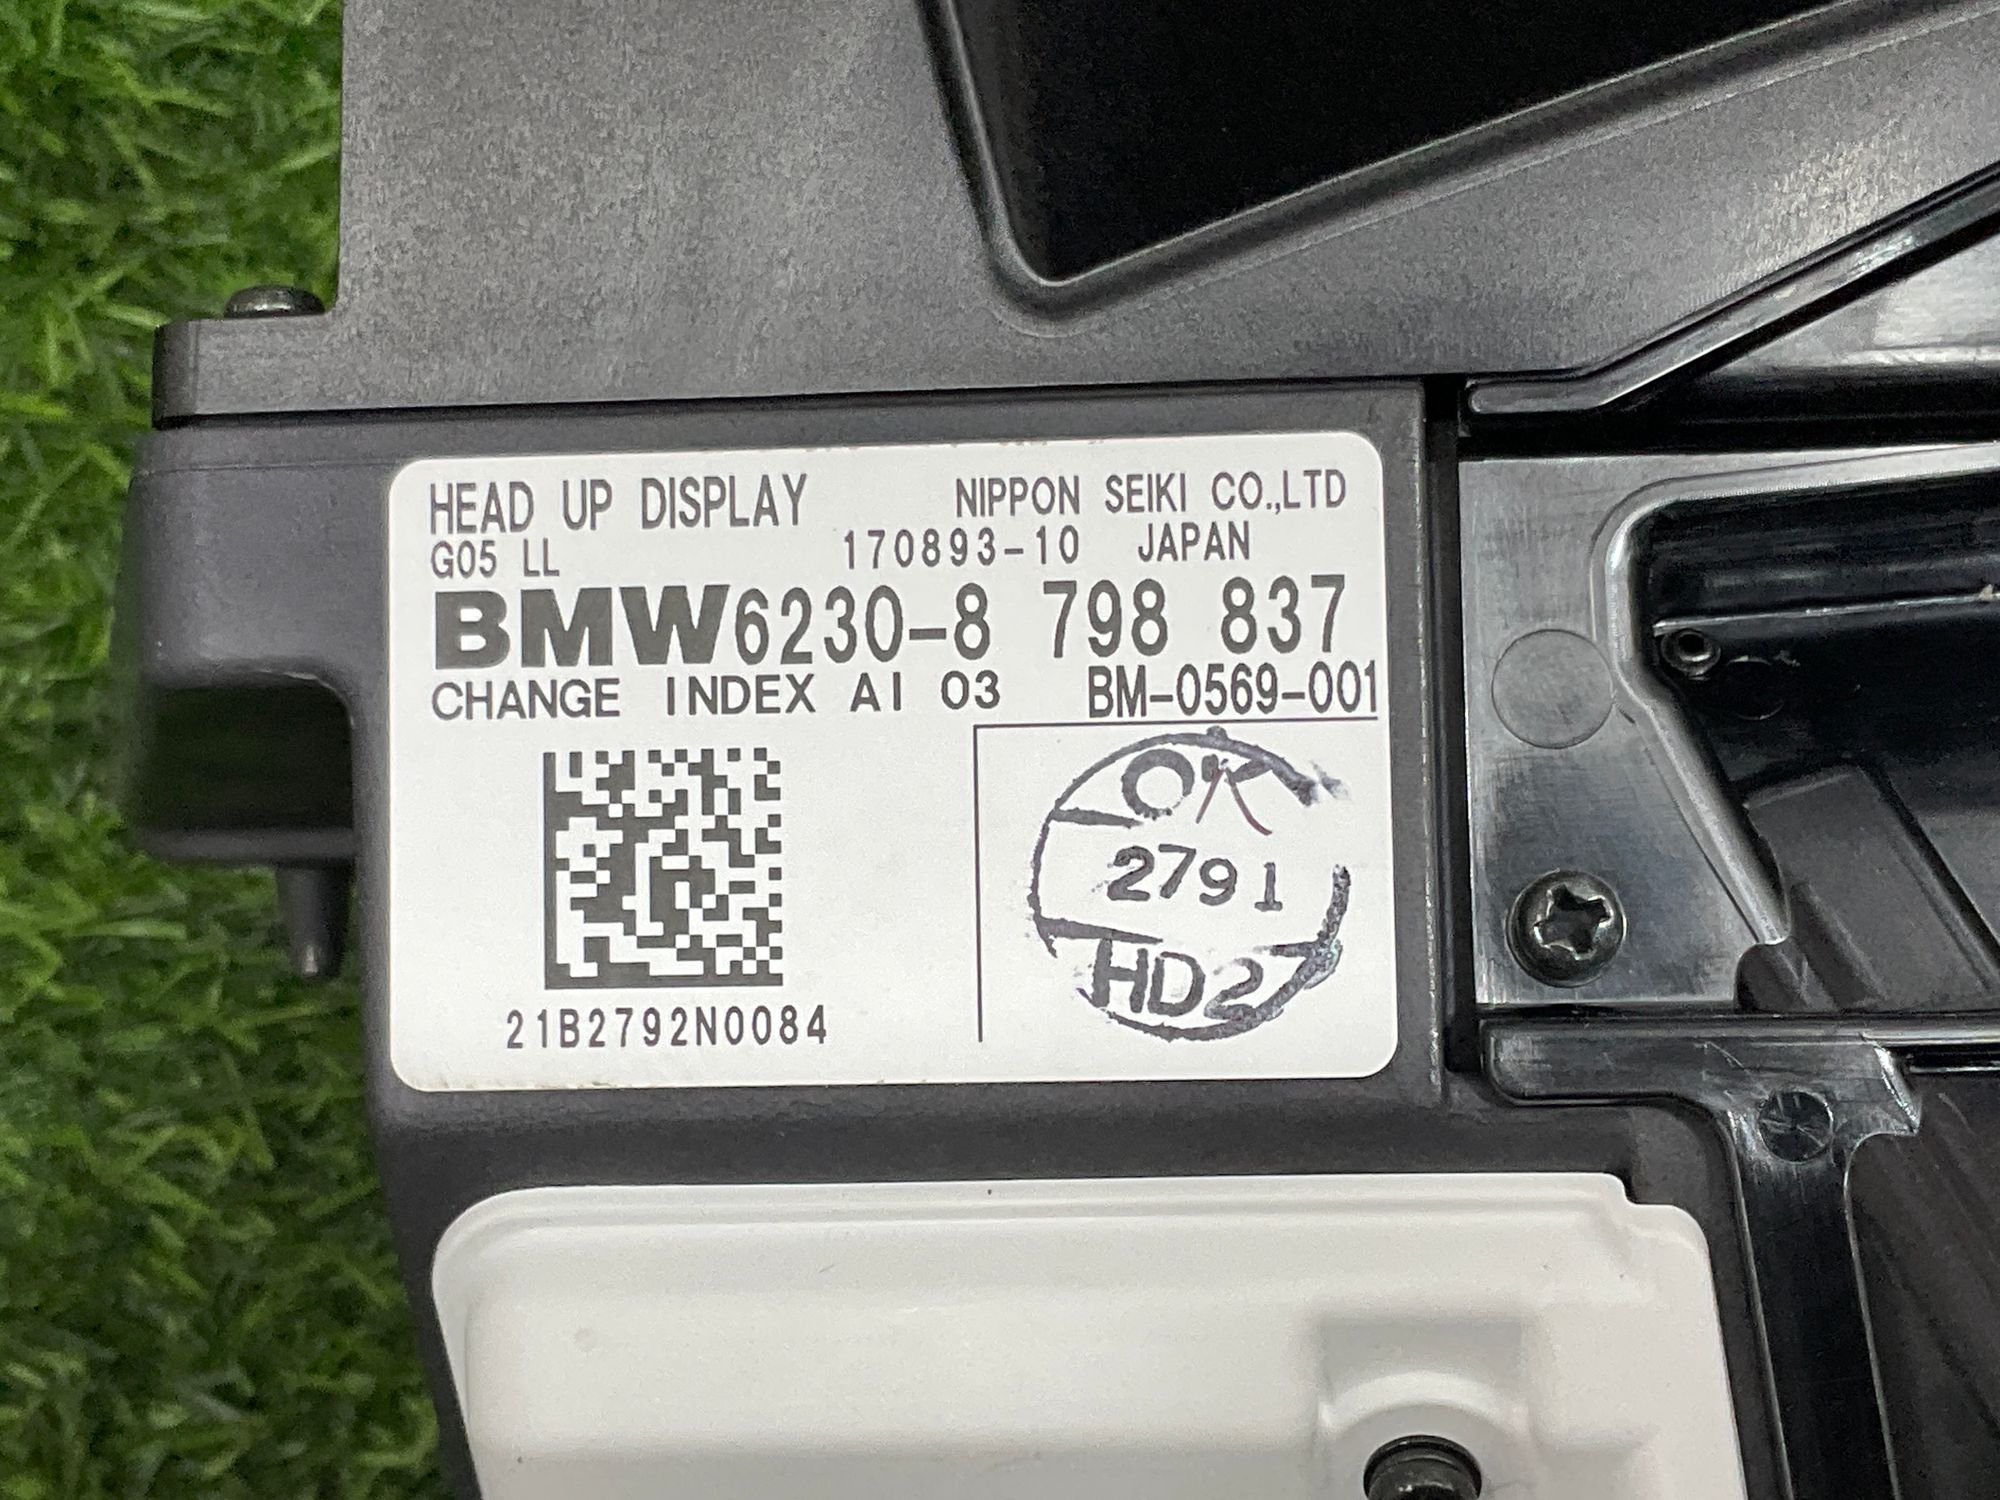 HEAD UP DISPLAY NIPPON SEIKI CO.,LTD
G05 LL 170893-10 JAPAN
BMW6230-8 798 837
CHANGE INDEX AI 03 BM-0569-001
OK
2791
HD27
21B2792N0084